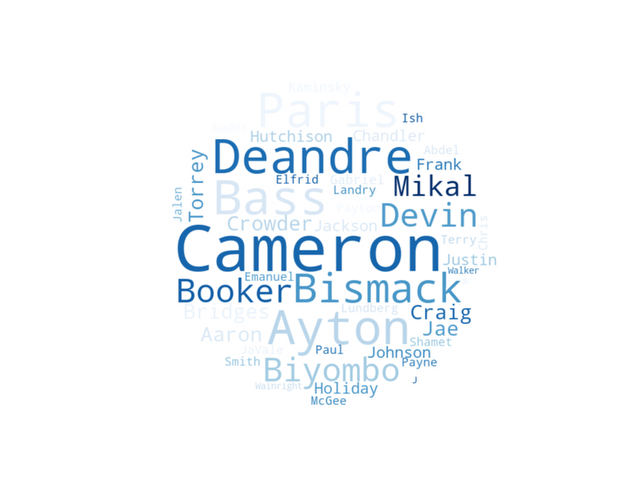 Kaminsky
Paris
Ish
Hutchison Chandler
Deandre
Abdel
Frank
Torrey
Elfrid Gabriel
Landry
Mikal
Bass
Jalen
Devin
Crowder Jackson
Chris
Cameron
Terry
Justin
Walker
Emanuel
Booker Bismack
Bridges
Lundberg
Craig
Ayton
Aaron
Jae
Shamet
JaVale
Paul
Johnson
Smith
Biyombo
Payne
J
Wainright
Holiday
McGee